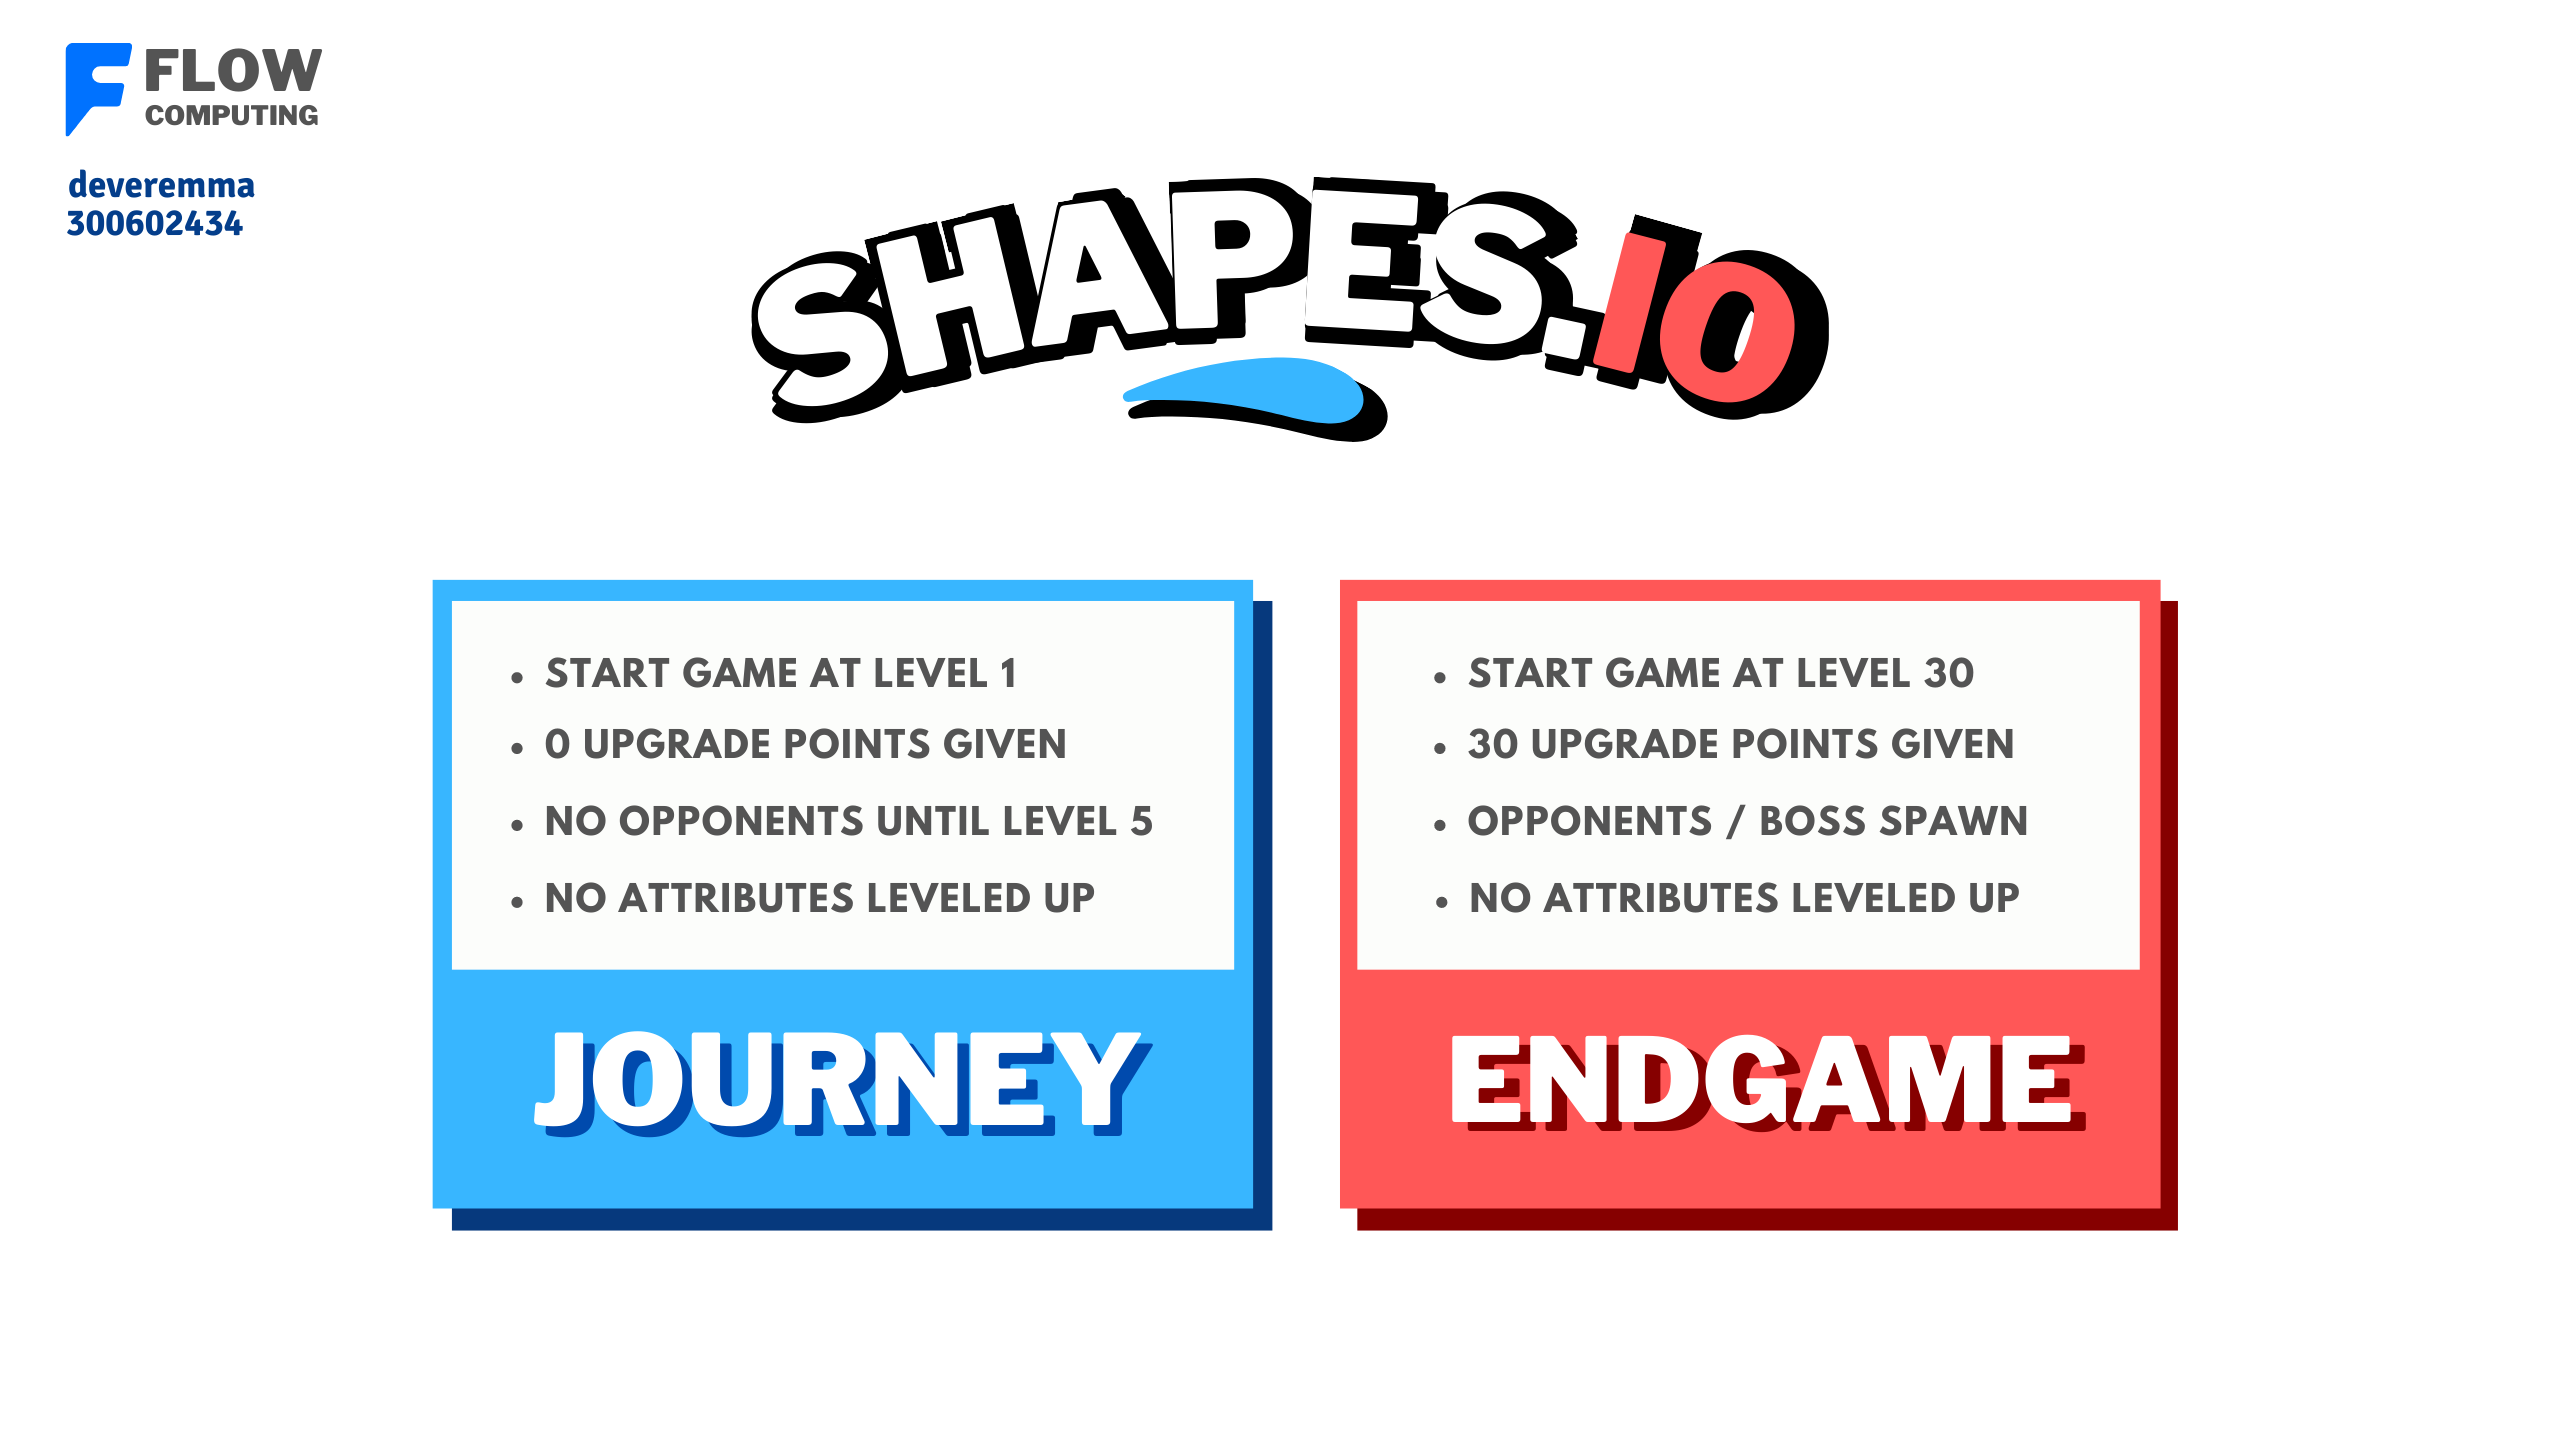 FLOW
COMPUTING
deveremma
300602434
SHAPES.IO
• START GAME AT LEVEL 1
• 0 UPGRADE POINTS GIVEN
• NO OPPONENTS UNTIL LEVEL 5
• NO ATTRIBUTES LEVELED UP
JOURNEY
• START GAME AT LEVEL 30
• 30 UPGRADE POINTS GIVEN
• OPPONENTS / BOSS SPAWN
• NO ATTRIBUTES LEVELED UP
ENDGAME